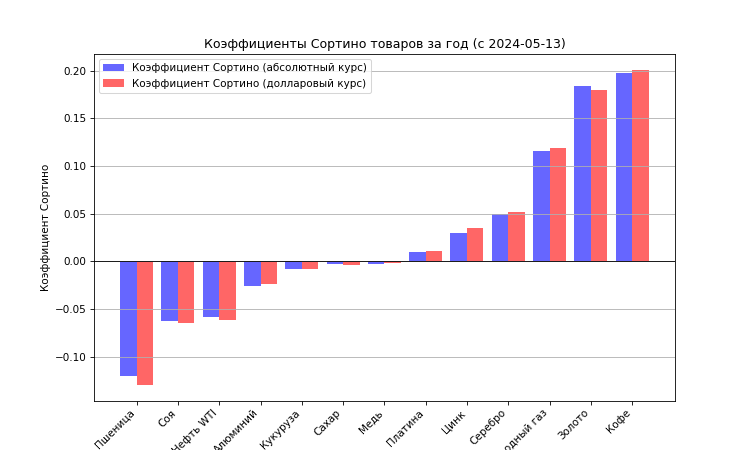 Коэффициенты Сортино товаров за год (с 2024-05-13)
Коэффициент Сортино (абсолютный курс)
Коэффициент Сортино (долларовый курс)
Коэффициент Сортино
0.20
0.15
0.10
0.05
0.00
−0.05
−0.10
Пшеница
Соя
Нефть WTI
Алюминий
Кукуруза
Сахар
Медь
Платина
Цинк
Серебро
газ
Золото
Кофе